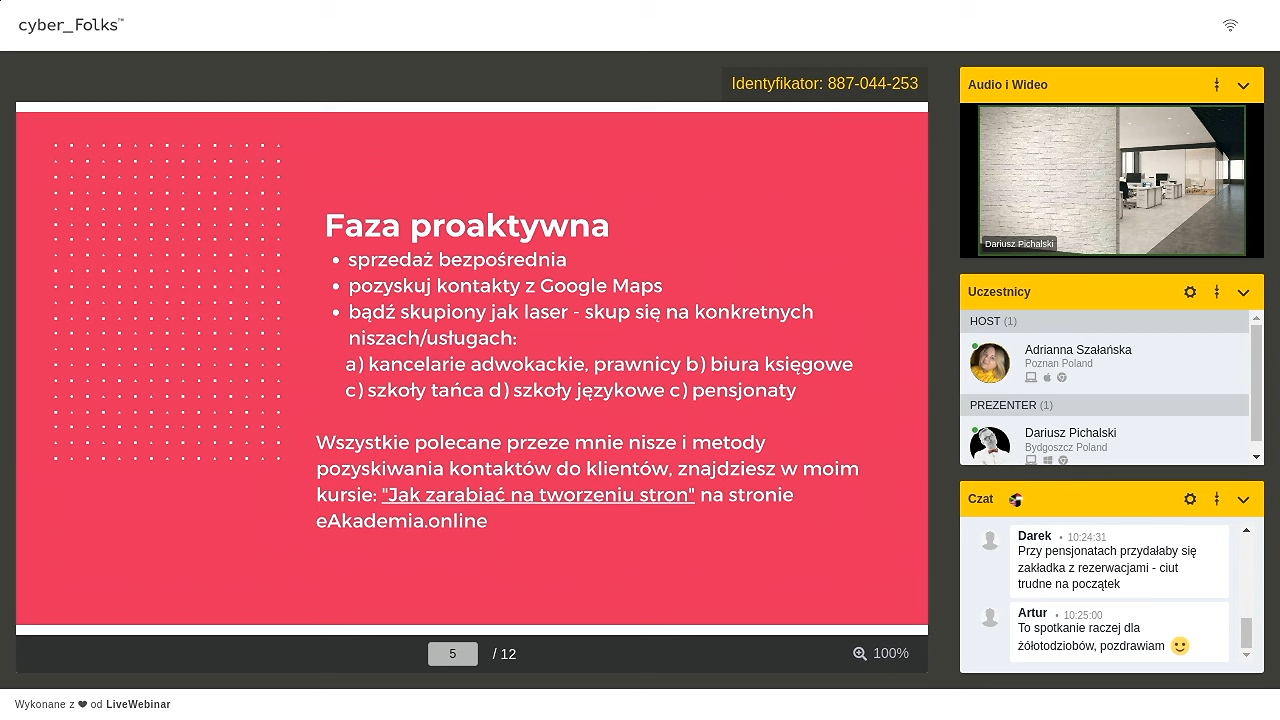 cyber_Folks™
Identyfikator: 887-044-253
Faza proaktywna
• sprzedaż bezpośrednia
• pozyskuj kontakty z Google Maps
• bądź skupiony jak laser - skup się na konkretnych
niszach/usługach:
a) kancelarie adwokackie, prawnicy b) biura księgowe
c) szkoły tańca d) szkoły językowe c) pensjonaty
Wszystkie polecane przeze mnie nisze i metody
pozyskiwania kontaktów do klientów, znajdziesz w moim
kursie: "Jak zarabiać na tworzeniu stron" na stronie
eAkademia.online
5 / 12
100%
Audio i Wideo
Dariusz Pichalski
Uczestnicy
HOST (1)
Adrianna Szałańska
Poznan Poland
PREZENTER (1)
Dariusz Pichalski
Bydgoszcz Poland
Czat
Darek • 10:24:31
Przy pensjonatach przydałaby się
zakładka z rezerwacjami - ciut
trudne na początek
Artur • 10:25:00
To spotkanie raczej dla
żółotodziobów, pozdrawiam 🙂
Wykonane z ❤ od LiveWebinar